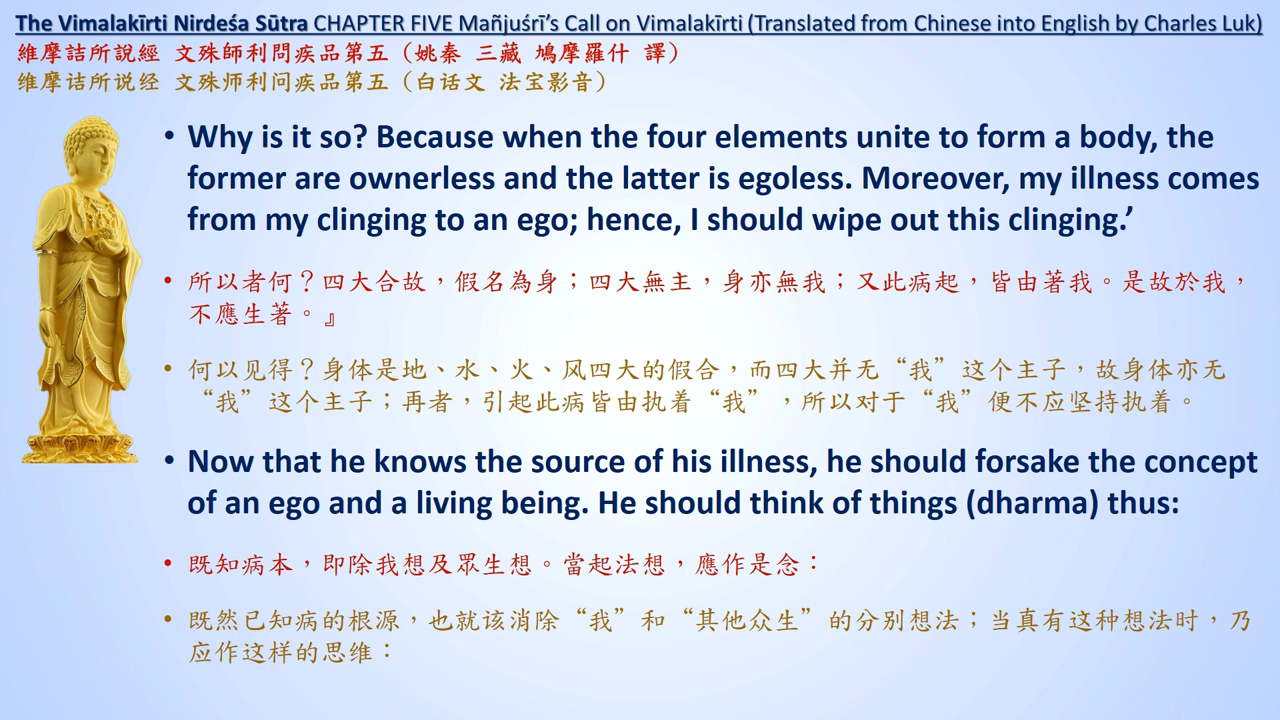 The Vimalakīrti Nirdeśa Sūtra CHAPTER FIVE Mañjuśrī’s Call on Vimalakīrti (Translated from Chinese into English by Charles Luk)
維摩詰所說經 文殊師利問疾品第五（姚秦 三藏 鳩摩羅什 譯）
维摩诘所说经 文殊师利问疾品第五（白话文 法宝影音）
• Why is it so? Because when the four elements unite to form a body, the
former are ownerless and the latter is egoless. Moreover, my illness comes
from my clinging to an ego; hence, I should wipe out this clinging.’
• 所以者何？四大合故，假名為身；四大無主，身亦無我；又此病起，皆由著我。是故於我，
不應生著。』
• 何以见得？身体是地、水、火、风四大的假合，而四大并无“我”这个主子，故身体亦无
“我”这个主子；再者，引起此病皆由执着“我”，所以对于“我”便不应坚持执着。
• Now that he knows the source of his illness, he should forsake the concept
of an ego and a living being. He should think of things (dharma) thus:
• 既知病本，即除我想及眾生想。當起法想，應作是念：
• 既然已知病的根源，也就该消除“我”和“其他众生”的分别想法；当真有这种想法时，乃
应作这样的思维：